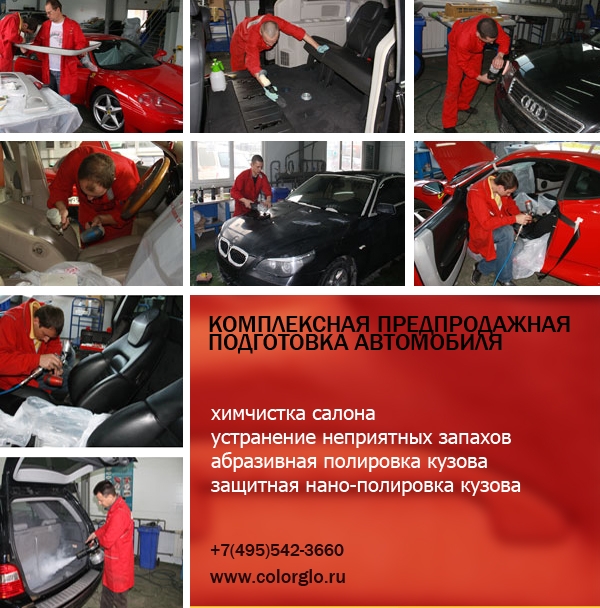 КОМПЛЕКСНАЯ ПРЕДПРОДАЖНАЯ
ПОДГОТОВКА АВТОМОБИЛЯ
химчистка салона
устранение неприятных запахов
абразивная полировка кузова
защитная нано-полировка кузова
+7(495)542-3660
www.colorglo.ru